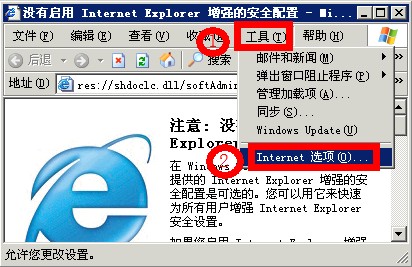 没有启用 Internet Explorer 增强的安全配置 - Mi...
文件(F) 编辑(E) 查看(V) 收藏 工具(T) 帮助(H)
①
后退 搜索
邮件和新闻(M)
弹出窗口阻止程序(P)
管理加载项(A)...
同步(S)...
Windows Update(U)
Internet 选项(O)...
②
地址(D) res://shdoclc.dll/softAdmin
注意: 没
Explorer
在 Windows
提供的 Internet Explorer 增强的安
全配置是可选的。您可以用它来快速
为所有用户增强 Internet Explorer
安全设置。
如果您启用 Internet Explorer 增强
允许您更改设置。